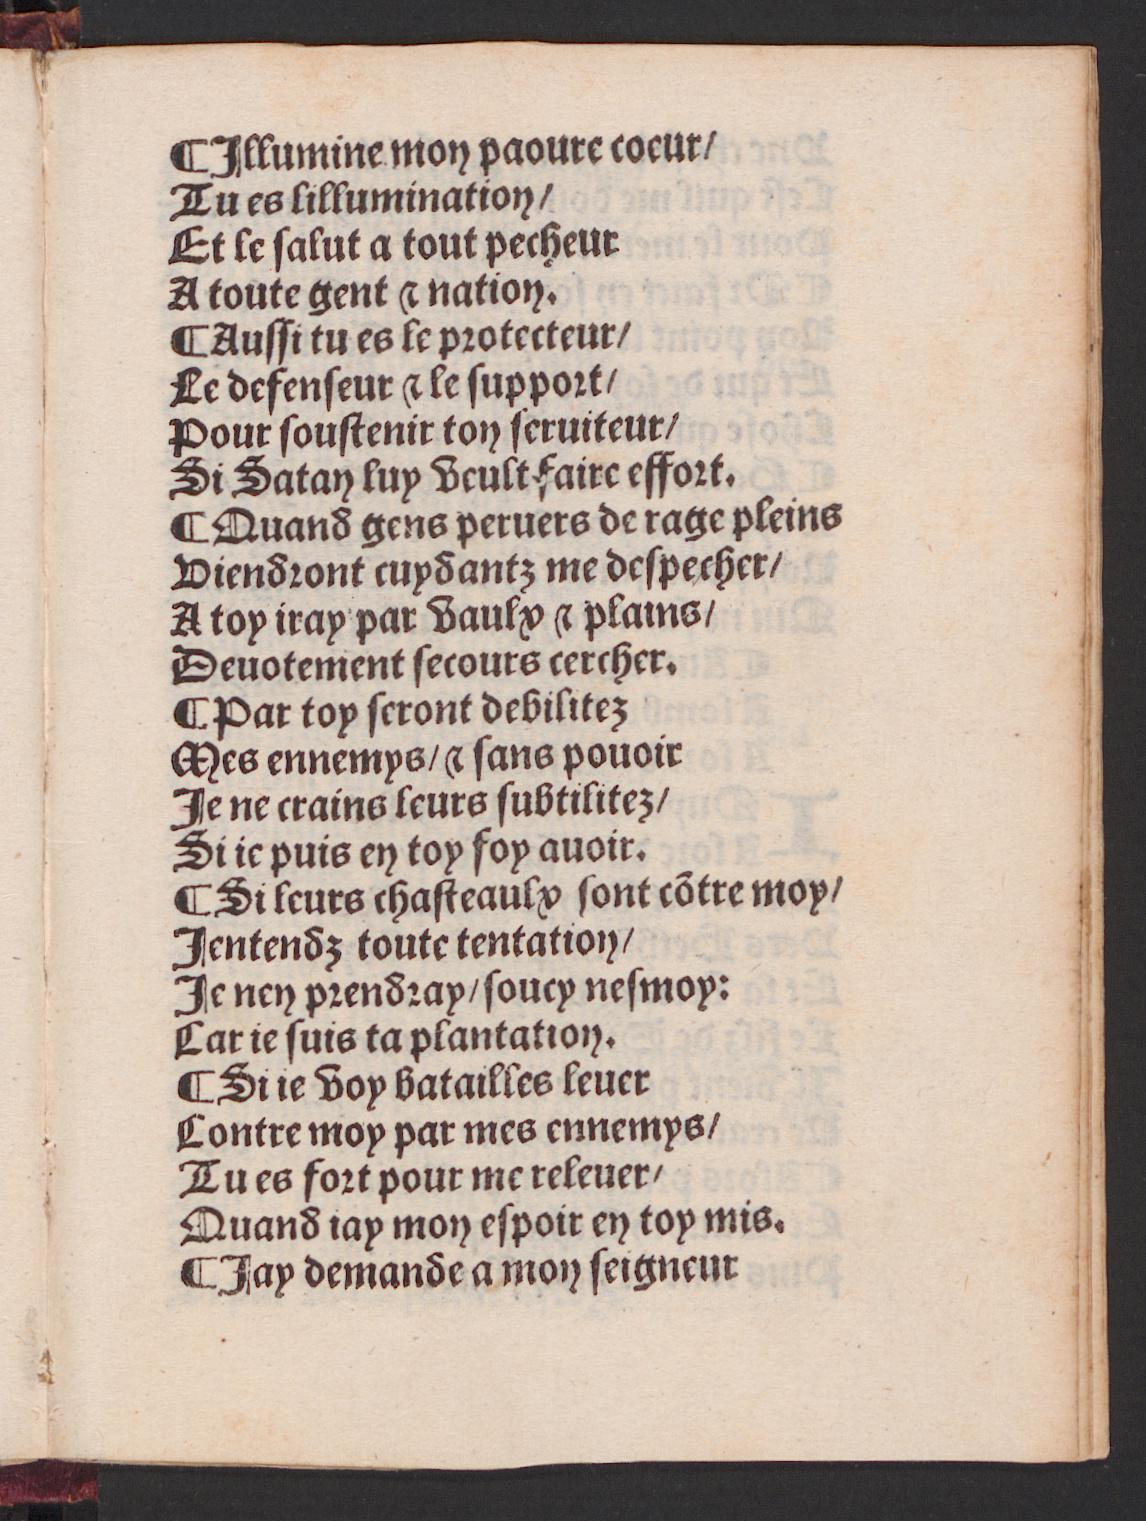 ¶ Illumine mon paoure coeur/
Tu es lillumination/
Et le ſalut a tout pecheur
A toute gent ⁊ nation.
¶ Auſſi tu es le protecteur/
Le defenſeur ⁊ le ſupport/
Pour ſouſtenir ton ſeruiteur/
Si Satan luy veult faire effort.
¶ Quand gens peruers de rage pleins
Viendront cuydantz me deſpecher/
A toy iray par vaulx ⁊ plains/
Deuotement ſecours cercher.
¶ Par toy ſeront debilitez
Mes ennemys/ ⁊ ſans pouoir
Je ne crains leurs ſubtilitez/
Si ie puis en toy foy auoir.
¶ Si leurs chaſteaulx ſont cõtre moy/
Jentendz toute tentation/
Je nen prendray/ ſoucy neſmoy:
Car ie ſuis ta plantation.
¶ Si ie voy batailles leuer
Contre moy par mes ennemys/
Tu es fort pour me releuer/
Quand iay mon eſpoir en toy mis.
¶ Jay demande a mon ſeigneur